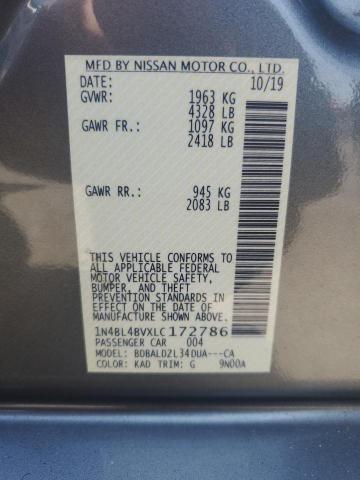 MFD BY NISSAN MOTOR CO., LTD.
DATE: 10/19
GVWR: 1963 KG
4328 LB
GAWR FR.: 1097 KG
2418 LB
GAWR RR.: 945 KG
2083 LB
THIS VEHICLE CONFORMS TO
ALL APPLICABLE FEDERAL
MOTOR VEHICLE SAFETY,
BUMPER, AND THEFT
PREVENTION STANDARDS IN
EFFECT ON THE DATE
OF MANUFACTURE SHOWN ABOVE.
1N4BL4BVXLC172786
PASSENGER CAR 004
MODEL: BDBALDZL34DUA---CA
COLOR: KAD TRIM: G 9N00A